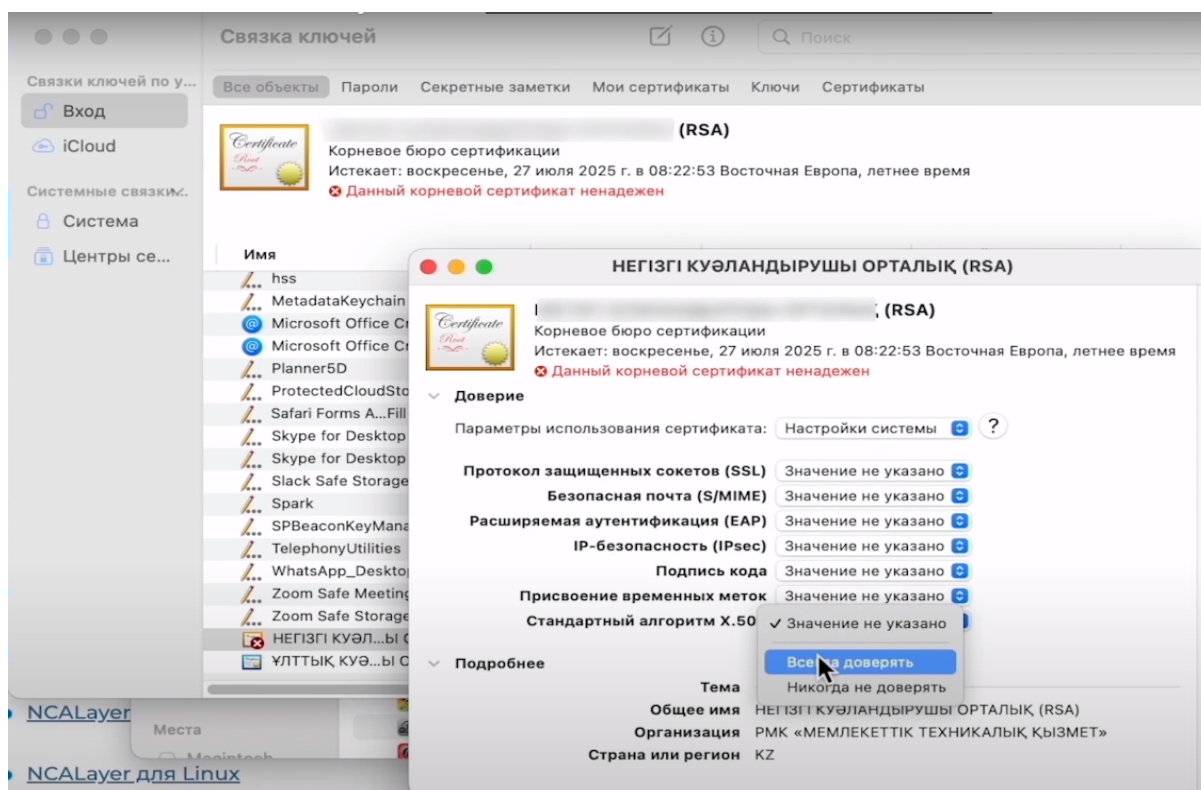 Связка ключей
Поиск
Связки ключей по у...
Вход
iCloud
Системные связки...
Система
Центры се...
Все объекты Пароли Секретные заметки Мои сертификаты Ключи Сертификаты
Certificate
Root
(RSA)
Корневое бюро сертификации
Истекает: воскресенье, 27 июля 2025 г. в 08:22:53 Восточная Европа, летнее время
Данный корневой сертификат ненадежен
Имя
hss
MetadataKeychain
Microsoft Office Cr
Microsoft Office Cr
Planner5D
ProtectedCloudSto
Safari Forms A...Fill
Skype for Desktop
Skype for Desktop
Slack Safe Storage
Spark
SPBeaconKeyMana
TelephonyUtilities
WhatsApp_Deskto
Zoom Safe Meeting
Zoom Safe Storage
НЕГІЗГІ КУӘЛ...Ы О
ҰЛТТЫҚ КУӘ...Ы О
НЕГІЗГІ КУӘЛАНДЫРУШЫ ОРТАЛЫҚ (RSA)
Certificate
Root
(RSA)
Корневое бюро сертификации
Истекает: воскресенье, 27 июля 2025 г. в 08:22:53 Восточная Европа, летнее время
Данный корневой сертификат ненадежен
Доверие
Параметры использования сертификата: Настройки системы ?
Протокол защищенных сокетов (SSL) Значение не указано
Безопасная почта (S/MIME) Значение не указано
Расширяемая аутентификация (EAP) Значение не указано
IP-безопасность (IPsec) Значение не указано
Подпись кода Значение не указано
Присвоение временных меток Значение не указано
Стандартный алгоритм X.50
✓ Значение не указано
доверять
Никогда не доверять
Подробнее
Тема
Общее имя НЕГІЗГІ КУӘЛАНДЫРУШЫ ОРТАЛЫҚ (RSA)
Организация РМК «МЕМЛЕКЕТТІК ТЕХНИКАЛЫҚ ҚЫЗМЕТ»
Страна или регион KZ
NCALayer
Места
NCALayer для Linux